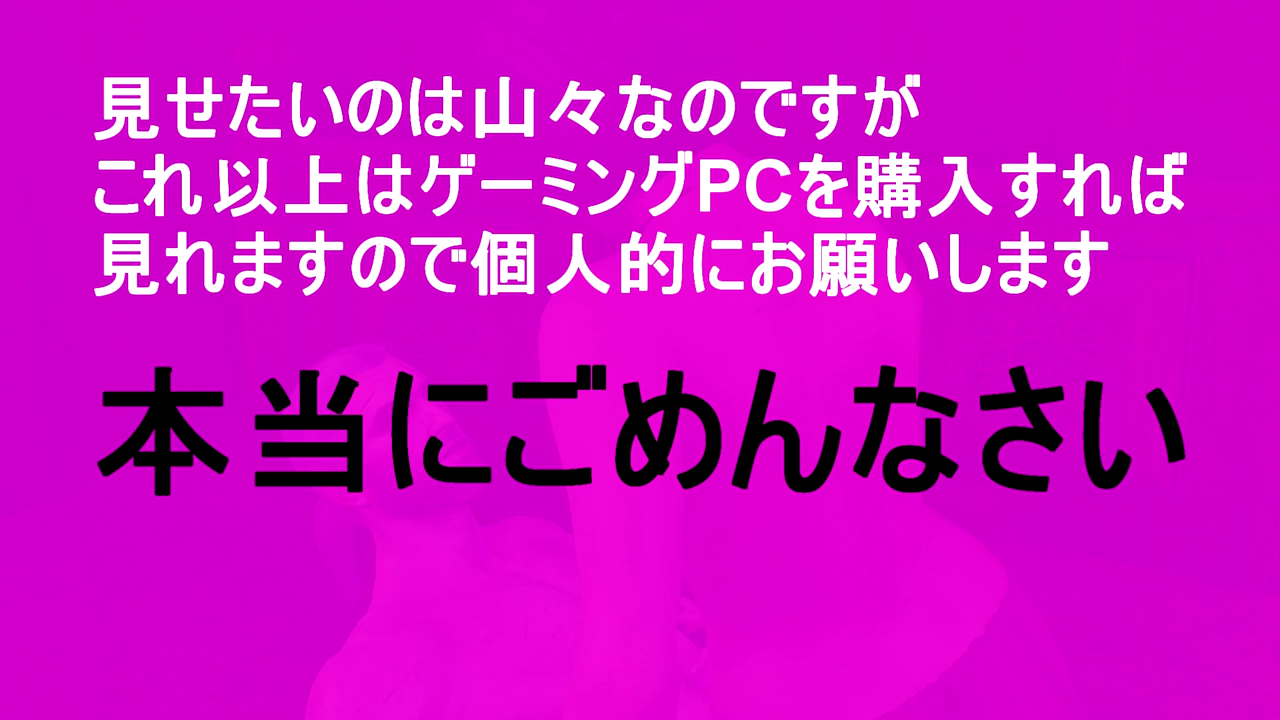 見せたいのは山々なのですが
これ以上はゲーミングPCを購入すれば
見れますので個人的にお願いします
本当にごめんなさい